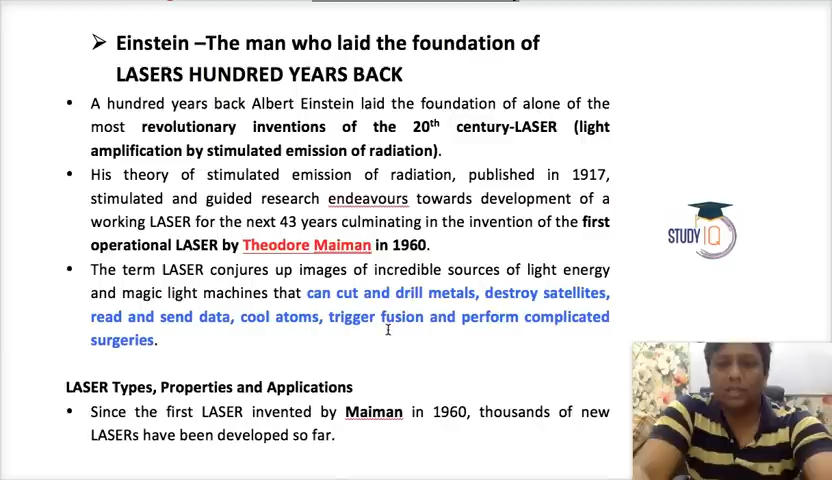 ➢ Einstein –The man who laid the foundation of
LASERS HUNDRED YEARS BACK
• A hundred years back Albert Einstein laid the foundation of alone of the
most revolutionary inventions of the 20th century-LASER (light
amplification by stimulated emission of radiation).
• His theory of stimulated emission of radiation, published in 1917,
stimulated and guided research endeavours towards development of a
working LASER for the next 43 years culminating in the invention of the first
operational LASER by Theodore Maiman in 1960.
• The term LASER conjures up images of incredible sources of light energy
and magic light machines that can cut and drill metals, destroy satellites,
read and send data, cool atoms, trigger fusion and perform complicated
surgeries.
LASER Types, Properties and Applications
• Since the first LASER invented by Maiman in 1960, thousands of new
LASERs have been developed so far.
STUDY IQ